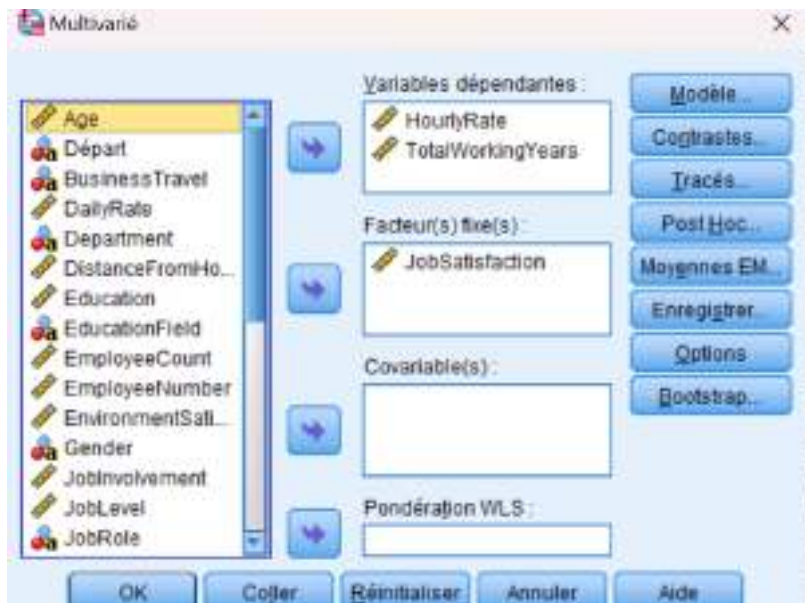 Multivarié
Age
Départ
BusinessTravel
DailyRate
Department
DistanceFromHo...
Education
EducationField
EmployeeCount
EmployeeNumber
EnvironmentSati...
Gender
JobInvolvement
JobLevel
JobRole
Variables dépendantes :
HourlyRate
TotalWorkingYears
Facteur(s) fixe(s) :
JobSatisfaction
Covariable(s) :
Pondération WLS :
Modèle...
Contrastes...
Tracés...
Post Hoc...
Moyennes EM...
Enregistrer...
Options
Bootstrap...
OK
Coller
Réinitialiser
Annuler
Aide